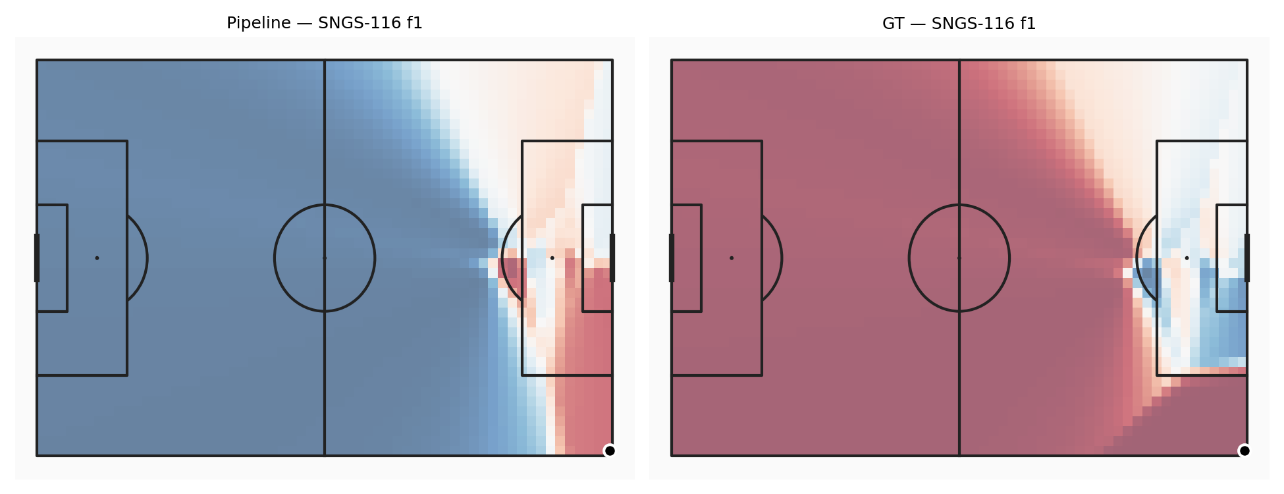 Pipeline — SNGS-116 f1
GT — SNGS-116 f1